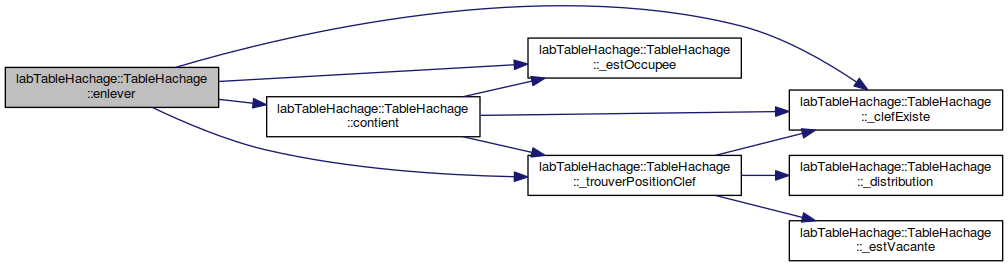 labTableHachage::TableHachage
::enlever
labTableHachage::TableHachage
::contient
labTableHachage::TableHachage
::_estOccupee
labTableHachage::TableHachage
::_trouverPositionClef
labTableHachage::TableHachage
::_clefExiste
labTableHachage::TableHachage
::_distribution
labTableHachage::TableHachage
::_estVacante